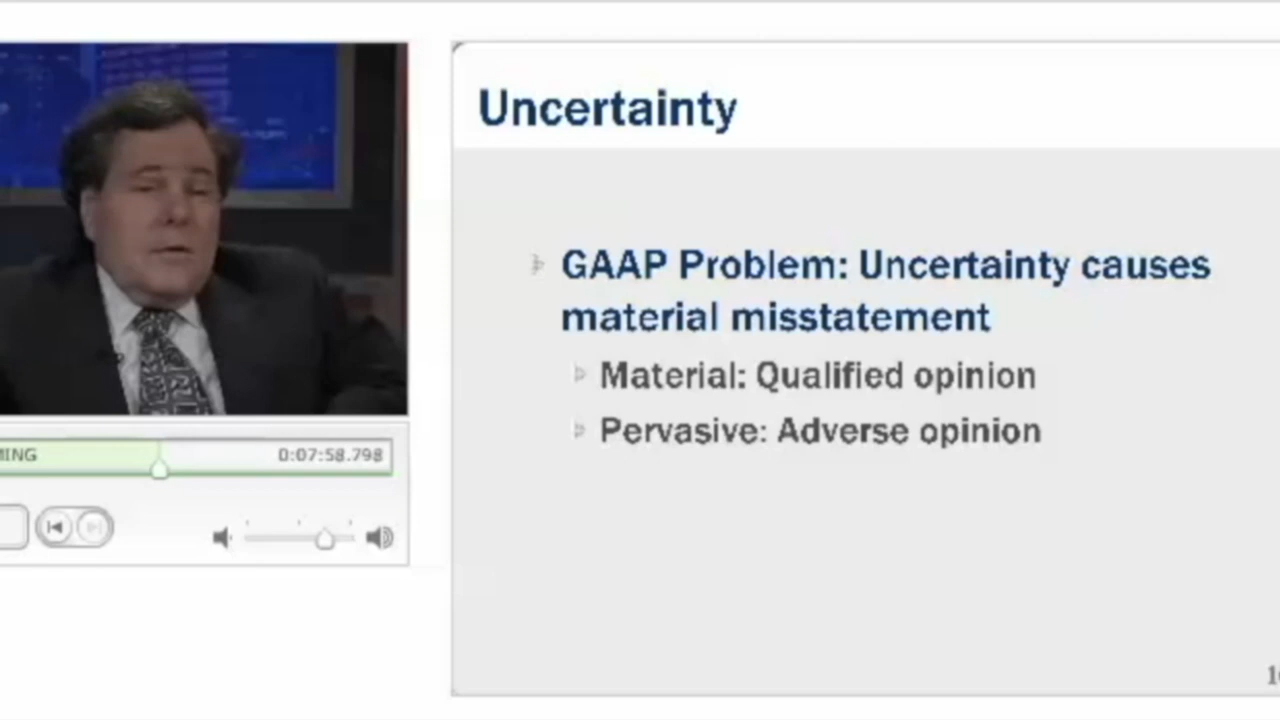 Uncertainty
GAAP Problem: Uncertainty causes
material misstatement
Material: Qualified opinion
Pervasive: Adverse opinion
0:07:58.798